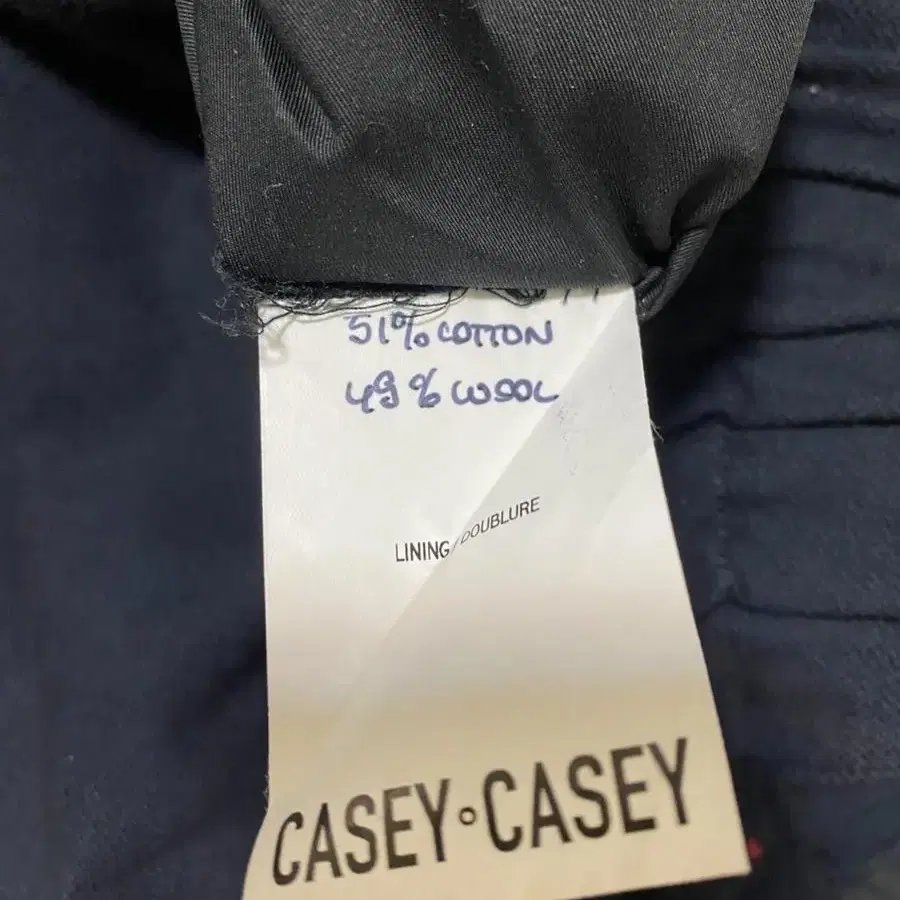 51% COTTON
49% WOOL
LINING / DOUBLURE
CASEY°CASEY